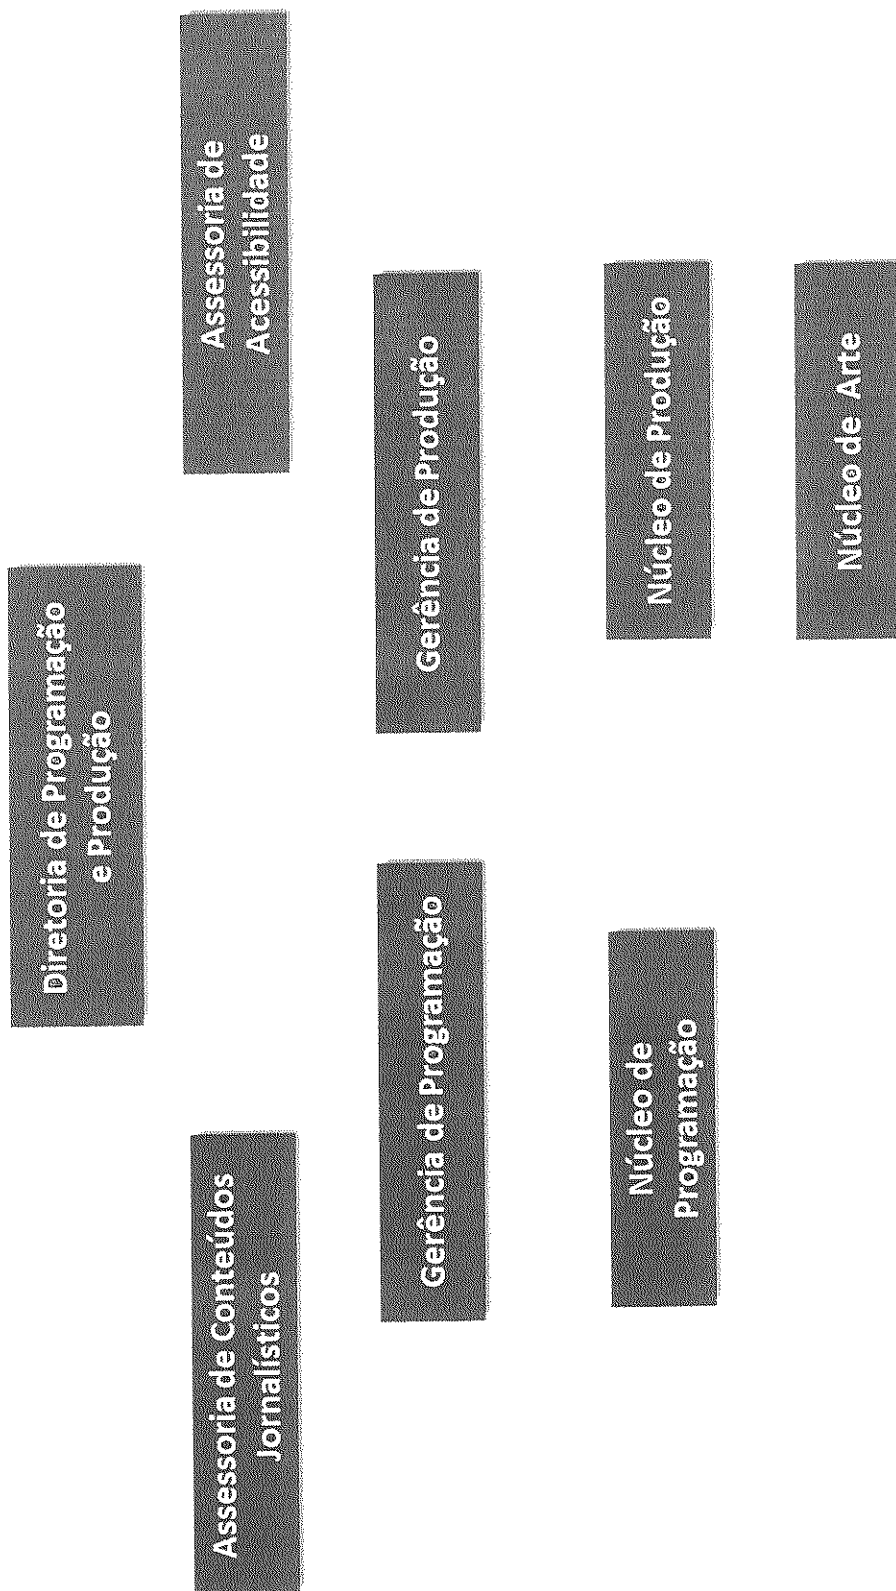 Diretoria de Programação
e Produção
Assessoria de Conteúdos
Jornalísticos
Assessoria de
Acessibilidade
Gerência de Programação
Gerência de Produção
Núcleo de
Programação
Núcleo de Produção
Núcleo de Arte